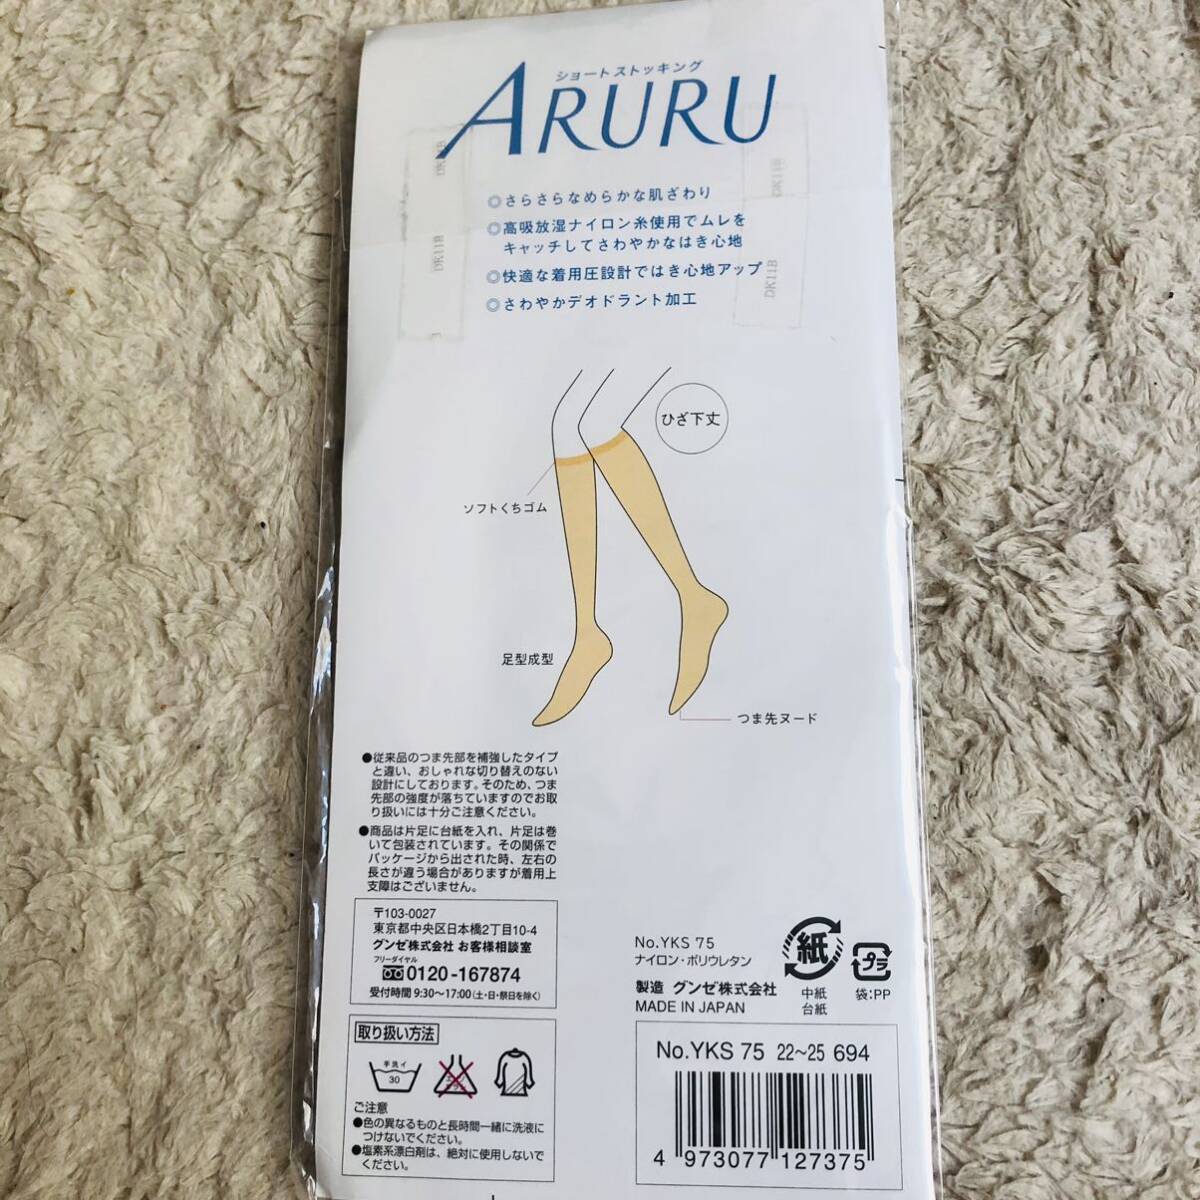 ショートストッキング
ARURU
◎さらさらなめらかな肌ざわり
◎高吸放湿ナイロン糸使用でムレを
キャッチしてさわやかなはき心地
◎快適な着用圧設計ではき心地アップ
◎さわやかデオドラント加工
DK11B
DK11B
DK11B
DK11B
ひざ下丈
ソフトくちゴム
足型成型
つま先ヌード
●従来品のつま先部を補強したタイプ
と違い、おしゃれな切り替えのない
設計にしております。そのため、つま
先部の強度が落ちていますのでお取
り扱いには十分ご注意ください。
●商品は片足に台紙を入れ、片足は巻
いて包装されています。その関係で
パッケージから出された時、左右の
長さが違う場合がありますが着用上
支障はございません。
〒103-0027
東京都中央区日本橋2丁目10-4
グンゼ株式会社 お客様相談室
フリーダイヤル
0120-167874
受付時間 9:30〜17:00(土・日・祭日を除く)
取り扱い方法
手洗イ
30
ご注意
●色の異なるものと長時間一緒に洗液に
つけないでください。
●塩素系漂白剤は、絶対に使用しないで
ください。
No.YKS 75
ナイロン・ポリウレタン
製造 グンゼ株式会社
MADE IN JAPAN
紙
中紙
台紙
プラ
袋:PP
No.YKS 75 22〜25 694
4 973077 127375